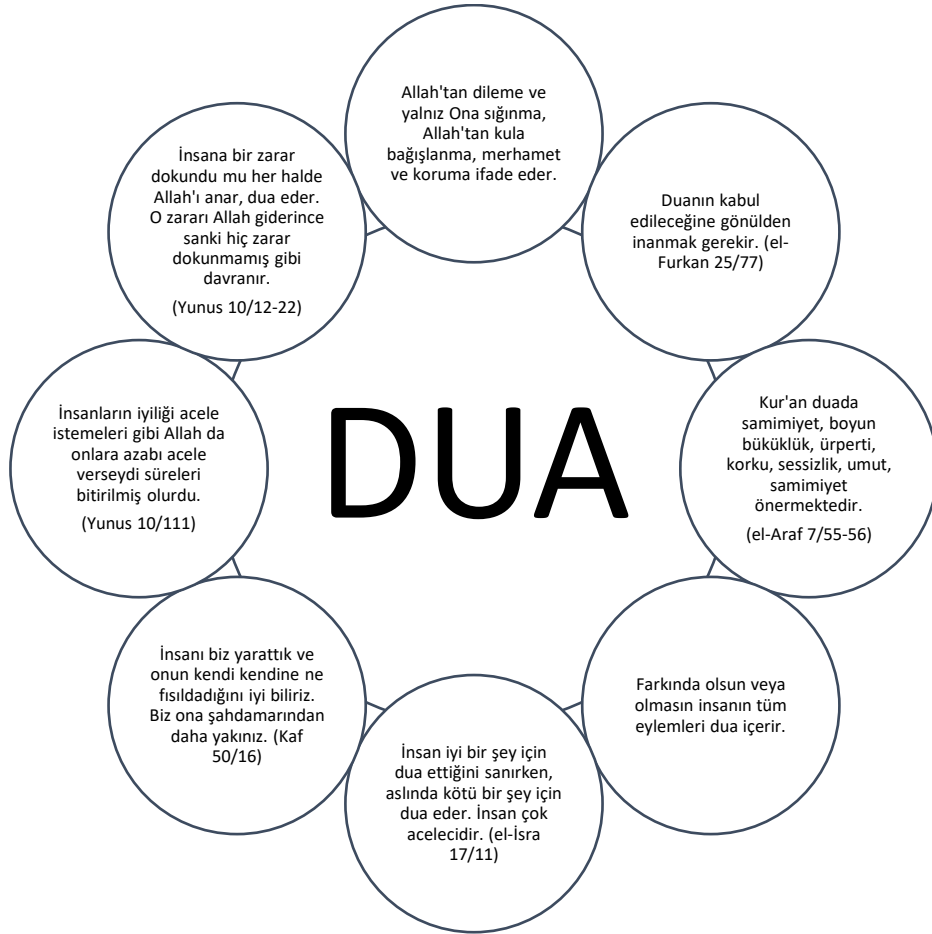 Allah'tan dileme ve
yalnız Ona sığınma,
Allah'tan kula
bağışlanma, merhamet
ve koruma ifade eder.
Duanın kabul
edileceğine gönülden
inanmak gerekir. (el-
Furkan 25/77)
Kur'an duada
samimiyet, boyun
büküklük, ürperti,
korku, sessizlik, umut,
samimiyet
önermektedir.
(el-Araf 7/55-56)
Farkında olsun veya
olmasın insanın tüm
eylemleri dua içerir.
İnsan iyi bir şey için
dua ettiğini sanırken,
aslında kötü bir şey için
dua eder. İnsan çok
acelecidir. (el-İsra
17/11)
İnsanı biz yarattık ve
onun kendi kendine ne
fısıldadığını iyi biliriz.
Biz ona şahdamarından
daha yakınız. (Kaf
50/16)
İnsanların iyiliği acele
istemeleri gibi Allah da
onlara azabı acele
verseydi süreleri
bitirilmiş olurdu.
(Yunus 10/111)
İnsana bir zarar
dokundu mu her halde
Allah'ı anar, dua eder.
O zararı Allah giderince
sanki hiç zarar
dokunmamış gibi
davranır.
(Yunus 10/12-22)
DUA